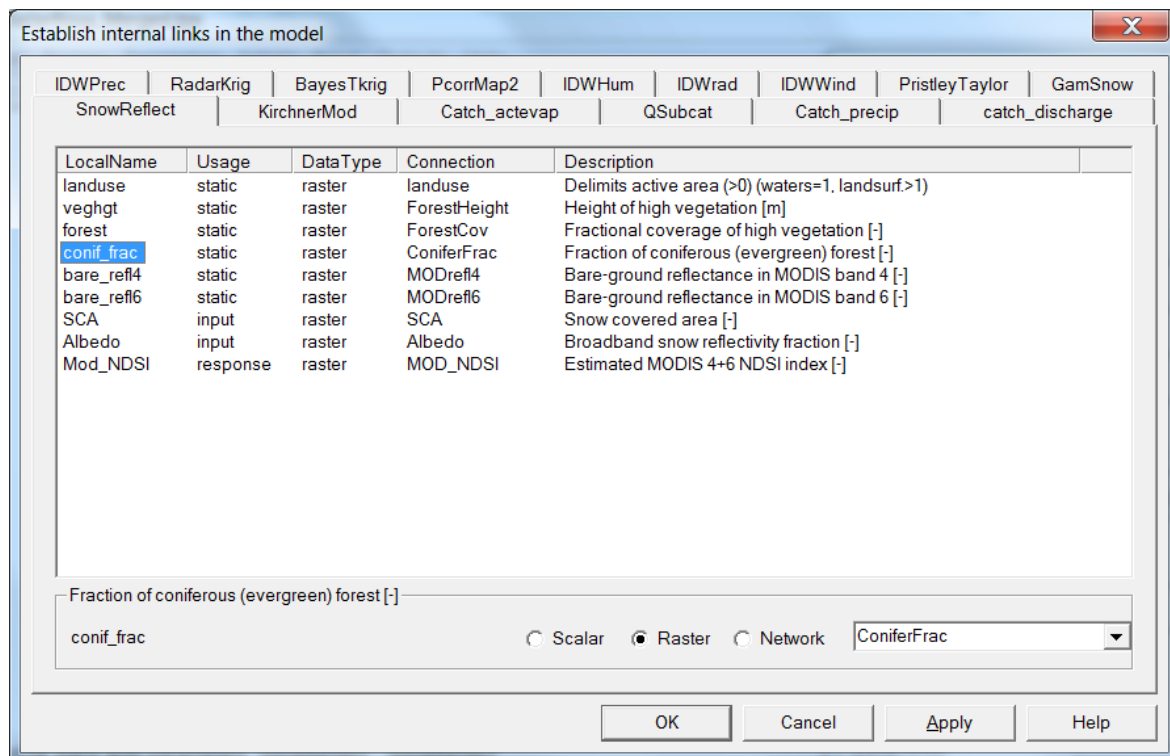 Establish internal links in the model
X
IDWPrec RadarKrig BayesTkrig PcorrMap2 IDWHum IDWrad IDWWind PristleyTaylor GamSnow
SnowReflect KirchnerMod Catch_actevap QSubcat Catch_precip catch_discharge
LocalName Usage DataType Connection Description
landuse static raster landuse Delimits active area (>0) (waters=1, landsurf.>1)
veghgt static raster ForestHeight Height of high vegetation [m]
forest static raster ForestCov Fractional coverage of high vegetation [-]
conif_frac static raster ConiferFrac Fraction of coniferous (evergreen) forest [-]
bare_refl4 static raster MODrefl4 Bare-ground reflectance in MODIS band 4 [-]
bare_refl6 static raster MODrefl6 Bare-ground reflectance in MODIS band 6 [-]
SCA input raster SCA Snow covered area [-]
Albedo input raster Albedo Broadband snow reflectivity fraction [-]
Mod_NDSI response raster MOD_NDSI Estimated MODIS 4+6 NDSI index [-]
Fraction of coniferous (evergreen) forest [-]
conif_frac Scalar Raster Network ConiferFrac
OK Cancel Apply Help